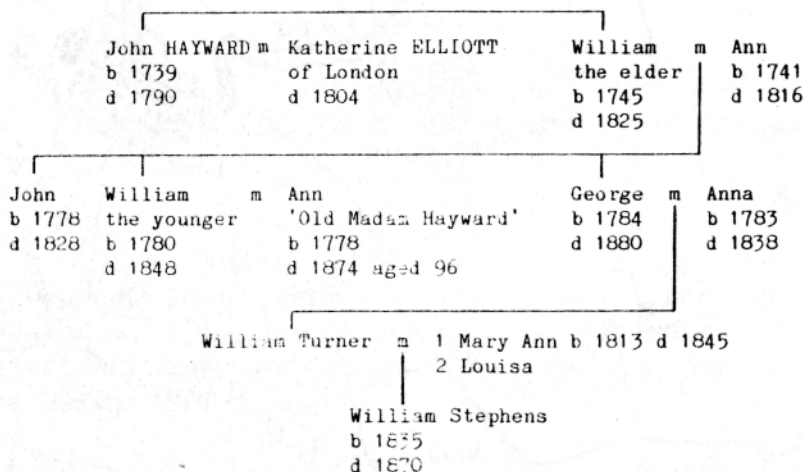 John HAYWARD m Katherine ELLIOTT William m Ann
b 1739 of London the elder b 1741
d 1790 d 1804 b 1745 d 1816
d 1825
John William m Ann George m Anna
b 1778 the younger 'Old Madam Hayward' b 1784 b 1783
d 1828 b 1780 b 1778 d 1880 d 1838
d 1848 d 1874 aged 96
William Turner m 1 Mary Ann b 1813 d 1845
2 Louisa
William Stephens
b 1835
d 1870